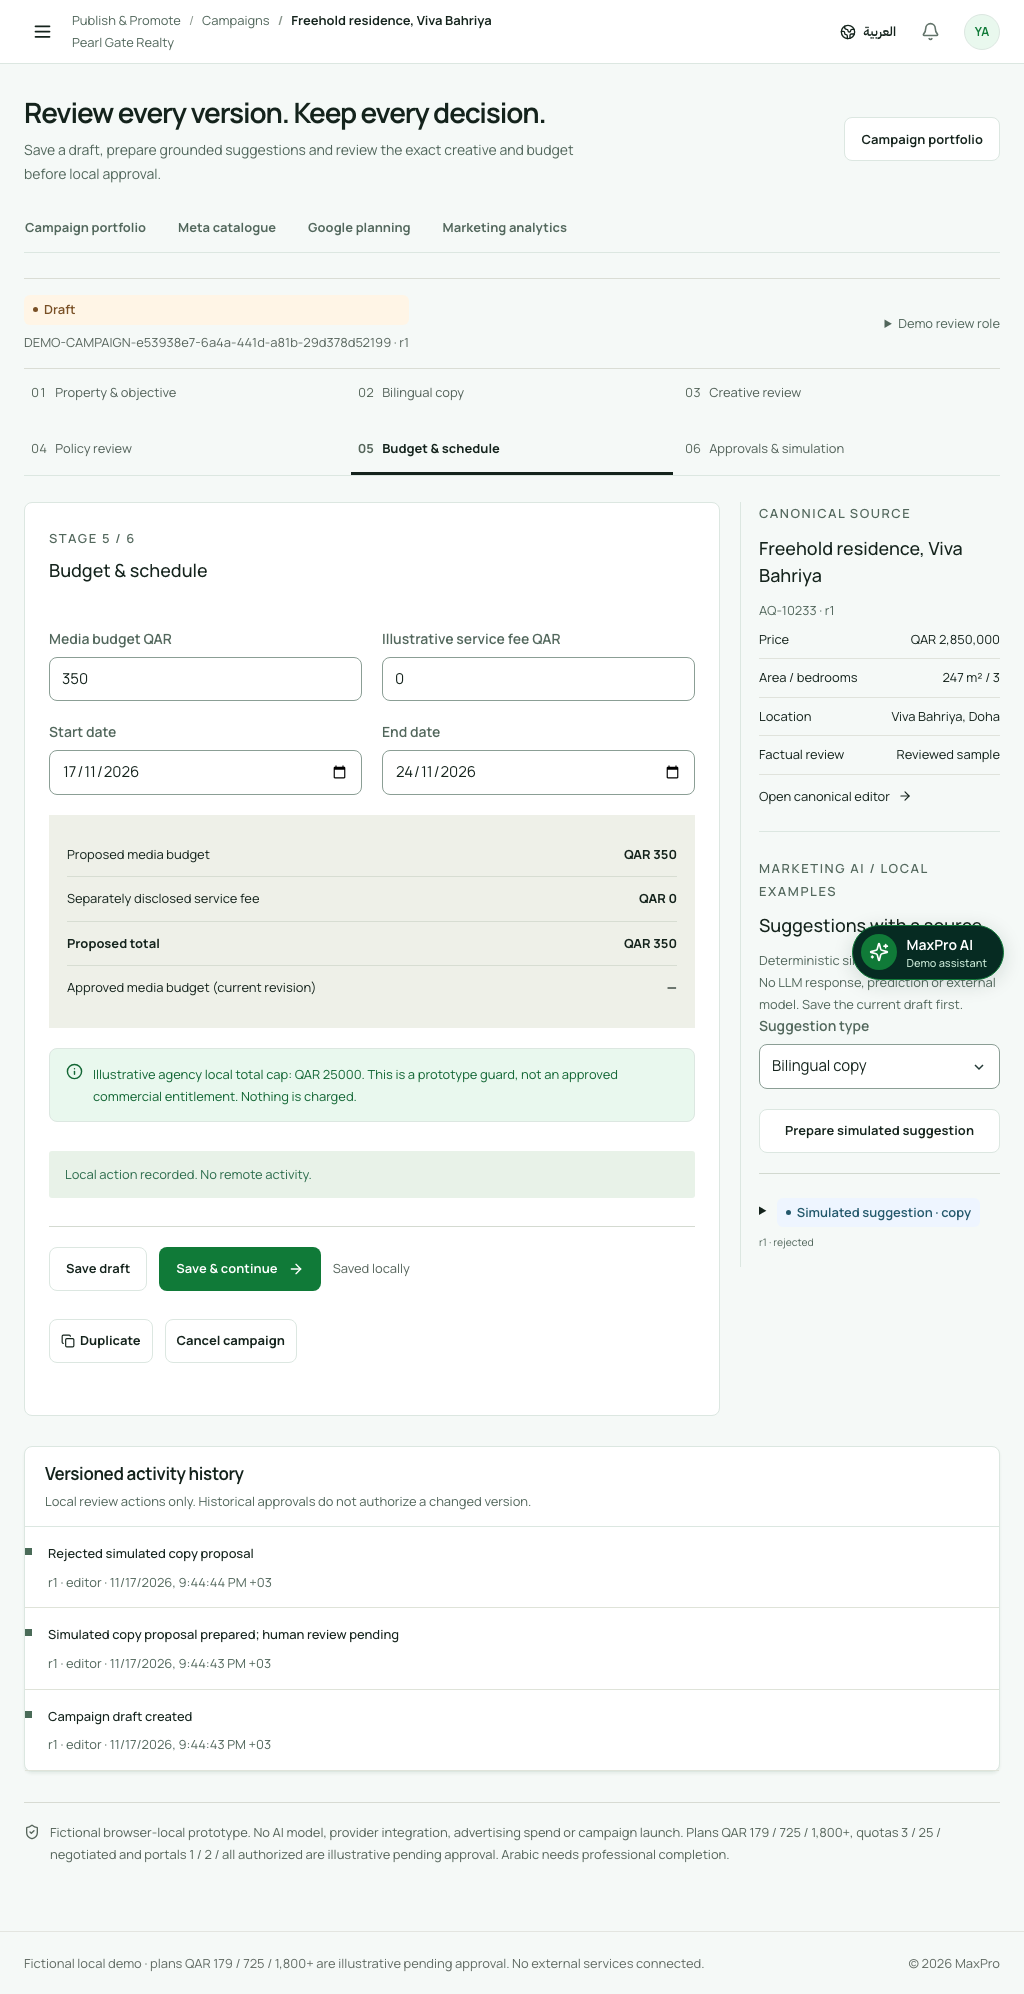 Publish & Promote / Campaigns / Freehold residence, Viva Bahriya
Pearl Gate Realty
العربية
YA
Review every version. Keep every decision.
Save a draft, prepare grounded suggestions and review the exact creative and budget
before local approval.
Campaign portfolio
Campaign portfolio
Meta catalogue
Google planning
Marketing analytics
Draft
DEMO-CAMPAIGN-e53938e7-6a4a-441d-a81b-29d378d52199 · r1
Demo review role
01 Property & objective
02 Bilingual copy
03 Creative review
04 Policy review
05 Budget & schedule
06 Approvals & simulation
STAGE 5 / 6
Budget & schedule
Media budget QAR
Illustrative service fee QAR
350
0
Start date
End date
17/11/2026
24/11/2026
Proposed media budget QAR 350
Separately disclosed service fee QAR 0
Proposed total QAR 350
Approved media budget (current revision) —
Illustrative agency local total cap: QAR 25000. This is a prototype guard, not an approved
commercial entitlement. Nothing is charged.
Local action recorded. No remote activity.
Save draft
Save & continue
Saved locally
Duplicate
Cancel campaign
CANONICAL SOURCE
Freehold residence, Viva
Bahriya
AQ-10233 · r1
Price QAR 2,850,000
Area / bedrooms 247 m² / 3
Location Viva Bahriya, Doha
Factual review Reviewed sample
Open canonical editor
MARKETING AI / LOCAL
EXAMPLES
Suggestions with a source
Deterministic
No LLM response, prediction or external
model. Save the current draft first.
MaxPro AI
Demo assistant
Suggestion type
Bilingual copy
Prepare simulated suggestion
Simulated suggestion · copy
r1 · rejected
Versioned activity history
Local review actions only. Historical approvals do not authorize a changed version.
Rejected simulated copy proposal
r1 · editor · 11/17/2026, 9:44:44 PM +03
Simulated copy proposal prepared; human review pending
r1 · editor · 11/17/2026, 9:44:43 PM +03
Campaign draft created
r1 · editor · 11/17/2026, 9:44:43 PM +03
Fictional browser-local prototype. No AI model, provider integration, advertising spend or campaign launch. Plans QAR 179 / 725 / 1,800+, quotas 3 / 25 /
negotiated and portals 1 / 2 / all authorized are illustrative pending approval. Arabic needs professional completion.
Fictional local demo · plans QAR 179 / 725 / 1,800+ are illustrative pending approval. No external services connected.
© 2026 MaxPro